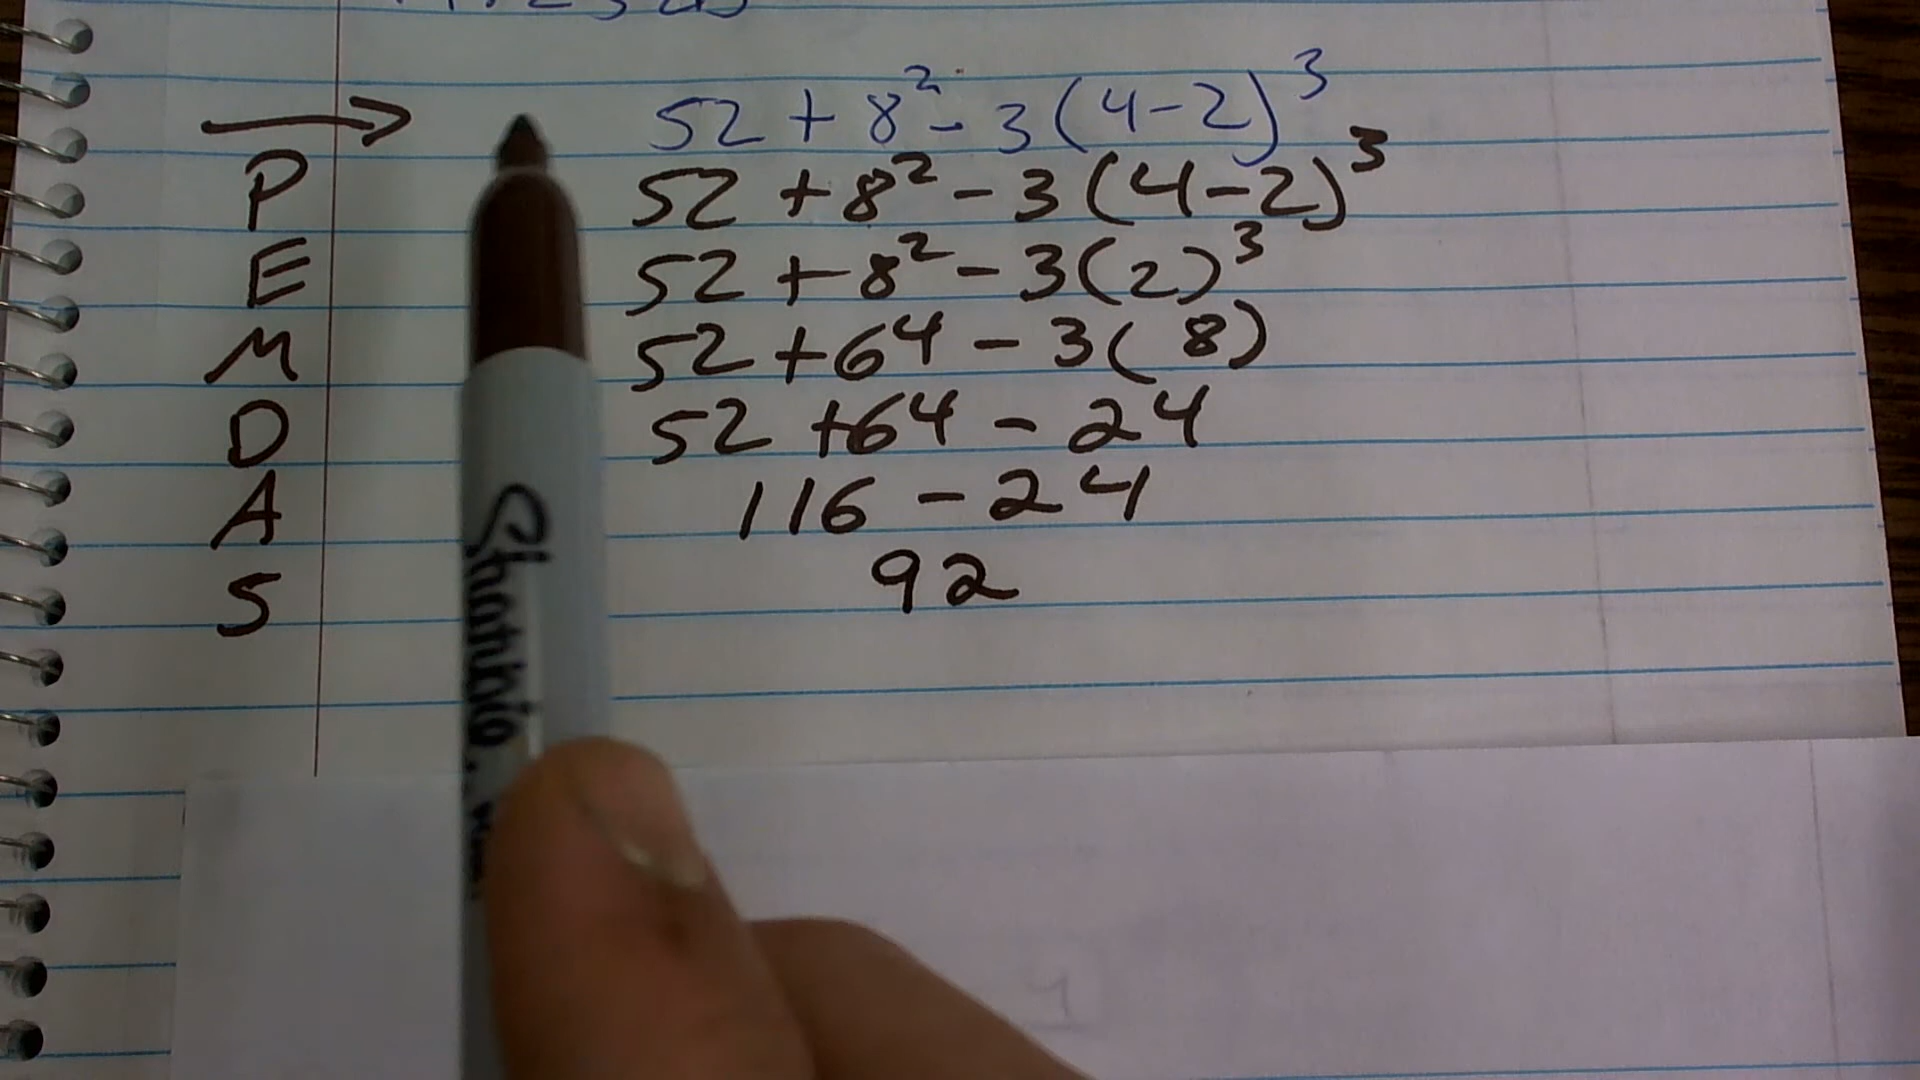 52 + 8² - 3(4-2)³
P 52 + 8² - 3(4-2)³
E 52 + 8² - 3(2)³
M 52 + 64 - 3(8)
D 52 + 64 - 24
A 116 - 24
S 92
Sharpie